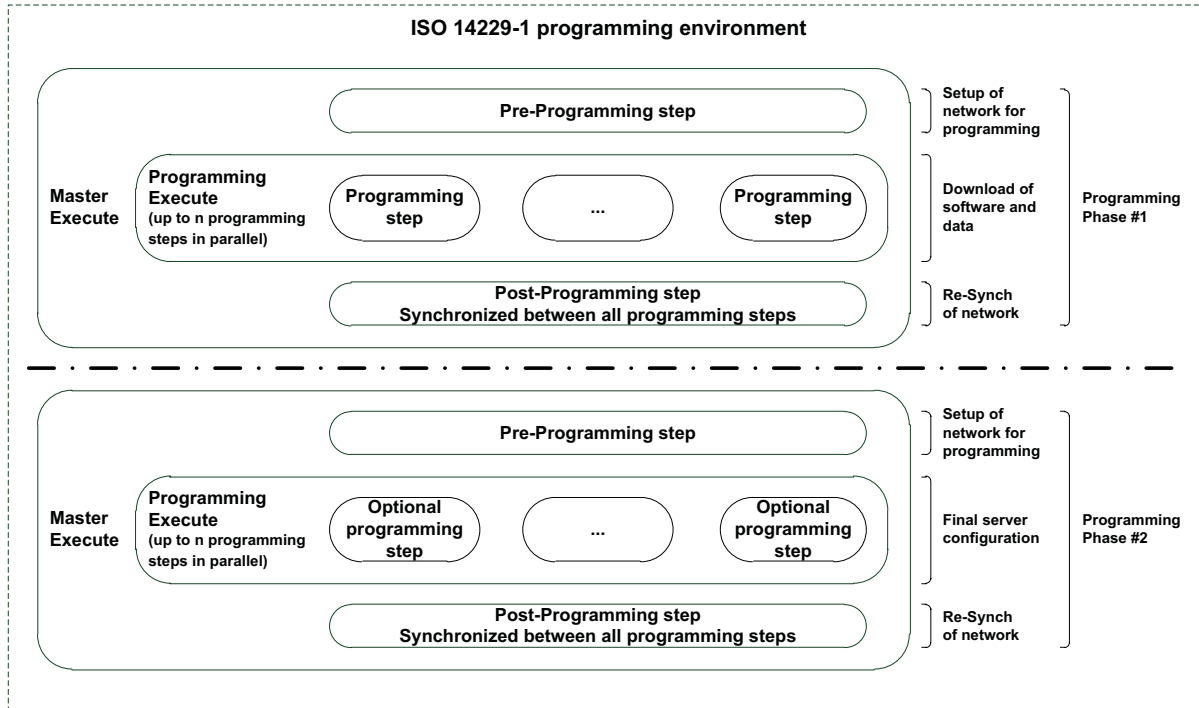 ISO 14229-1 programming environment
Pre-Programming step
Setup of
network for
programming
Master
Execute
Programming
Execute
(up to n programming
steps in parallel)
Programming
step
...
Programming
step
Download of
software and
data
Programming
Phase #1
Post-Programming step
Synchronized between all programming steps
Re-Synch
of network
Pre-Programming step
Setup of
network for
programming
Master
Execute
Programming
Execute
(up to n programming
steps in parallel)
Optional
programming
step
...
Optional
programming
step
Final server
configuration
Programming
Phase #2
Post-Programming step
Synchronized between all programming steps
Re-Synch
of network